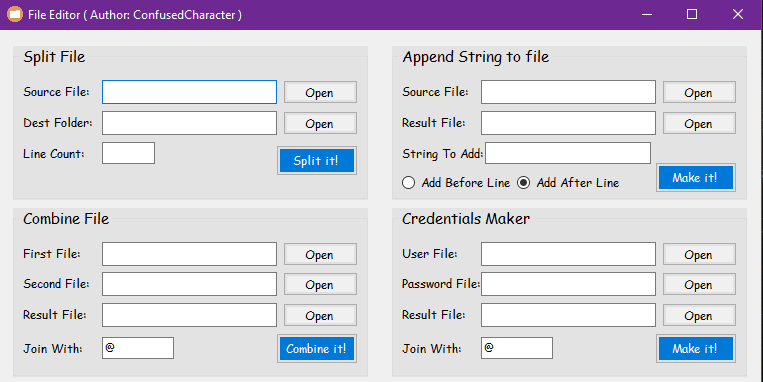 File Editor ( Author: ConfusedCharacter )
Split File
Source File: Open
Dest Folder: Open
Line Count:
Split it!
Append String to file
Source File: Open
Result File: Open
String To Add:
Add Before Line Add After Line
Make it!
Combine File
First File: Open
Second File: Open
Result File: Open
Join With: @ Combine it!
Credentials Maker
User File: Open
Password File: Open
Result File: Open
Join With: @ Make it!